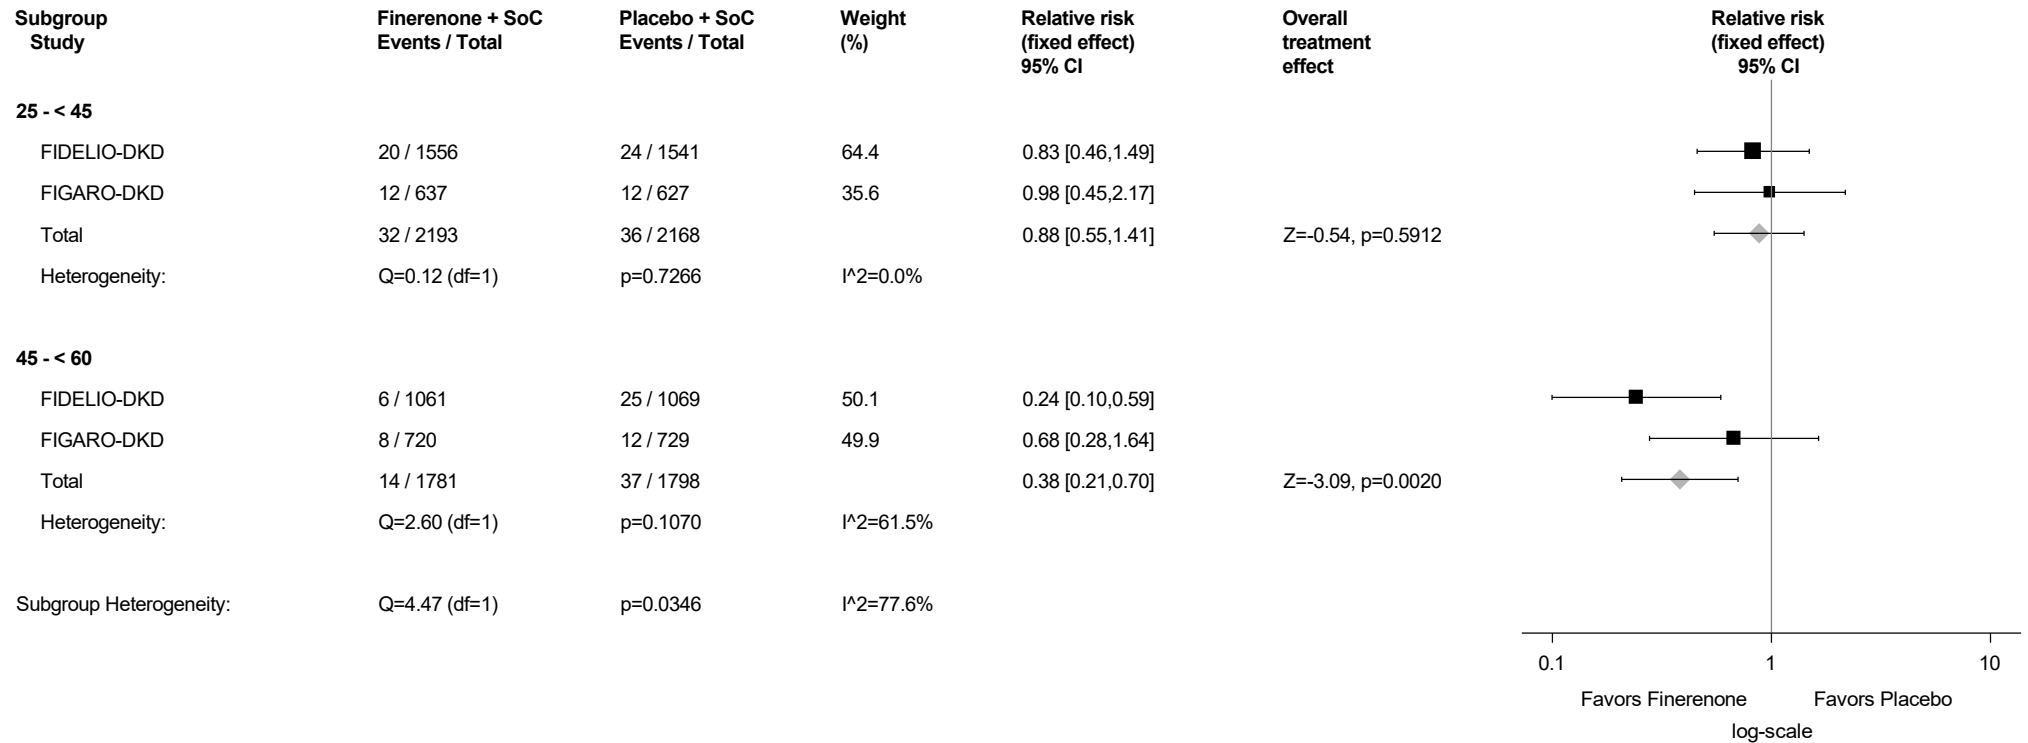 Subgroup Finerenone + SoC Placebo + SoC Weight Relative risk Overall Relative risk
Study Events / Total Events / Total (%) (fixed effect) treatment (fixed effect)
95% CI effect 95% CI
25 - < 45
FIDELIO-DKD 20 / 1556 24 / 1541 64.4 0.83 [0.46,1.49]
FIGARO-DKD 12 / 637 12 / 627 35.6 0.98 [0.45,2.17]
Total 32 / 2193 36 / 2168 0.88 [0.55,1.41] Z=-0.54, p=0.5912
Heterogeneity: Q=0.12 (df=1) p=0.7266 I^2=0.0%
45 - < 60
FIDELIO-DKD 6 / 1061 25 / 1069 50.1 0.24 [0.10,0.59]
FIGARO-DKD 8 / 720 12 / 729 49.9 0.68 [0.28,1.64]
Total 14 / 1781 37 / 1798 0.38 [0.21,0.70] Z=-3.09, p=0.0020
Heterogeneity: Q=2.60 (df=1) p=0.1070 I^2=61.5%
Subgroup Heterogeneity: Q=4.47 (df=1) p=0.0346 I^2=77.6%
0.1 1 10
Favors Finerenone Favors Placebo
log-scale